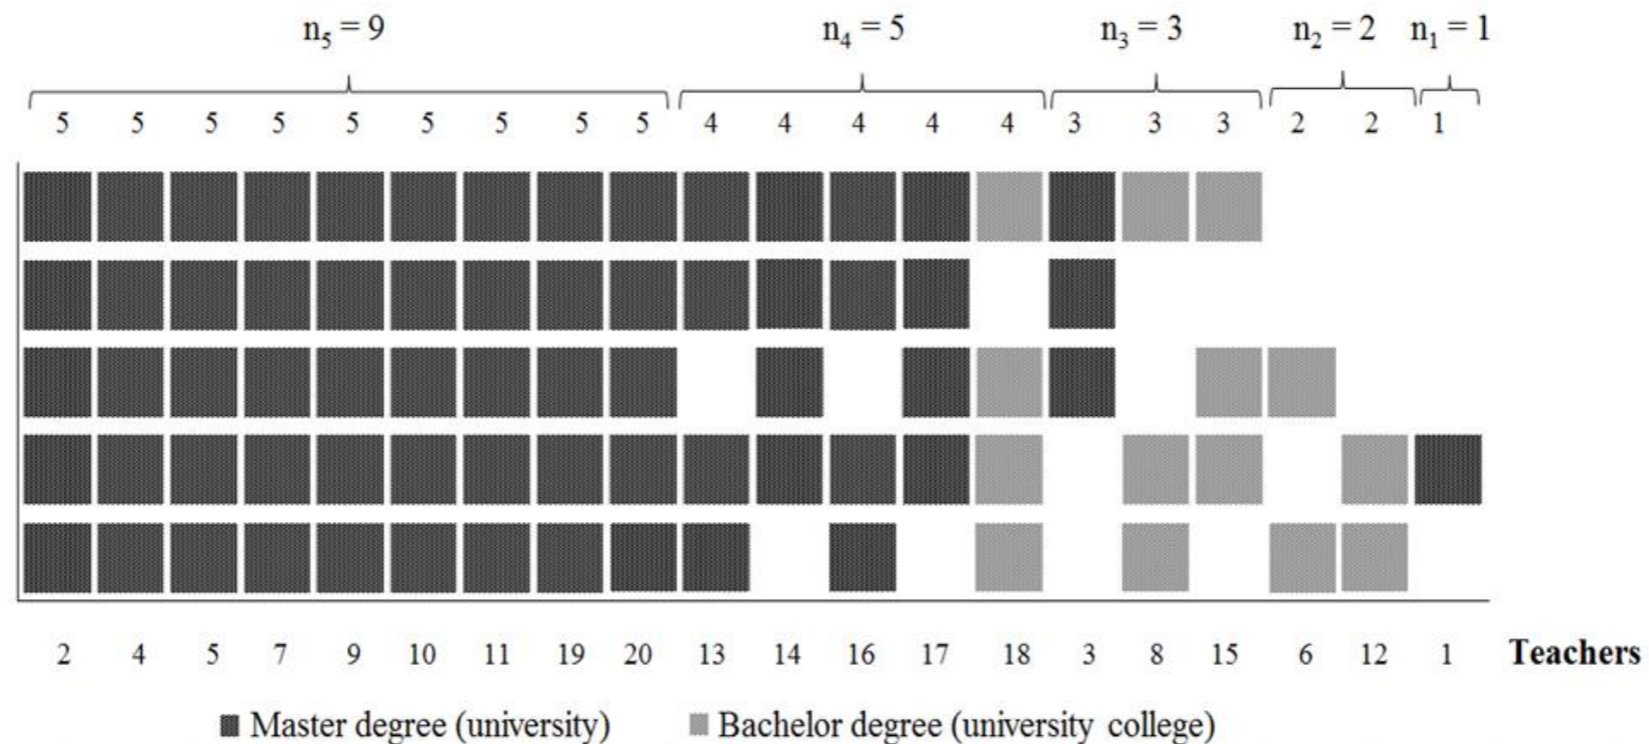 n5 = 9 n4 = 5 n3 = 3 n2 = 2 n1 = 1
5 5 5 5 5 5 5 5 5 4 4 4 4 4 3 3 3 2 2 1
2 4 5 7 9 10 11 19 20 13 14 16 17 18 3 8 15 6 12 1 Teachers
Master degree (university) Bachelor degree (university college)